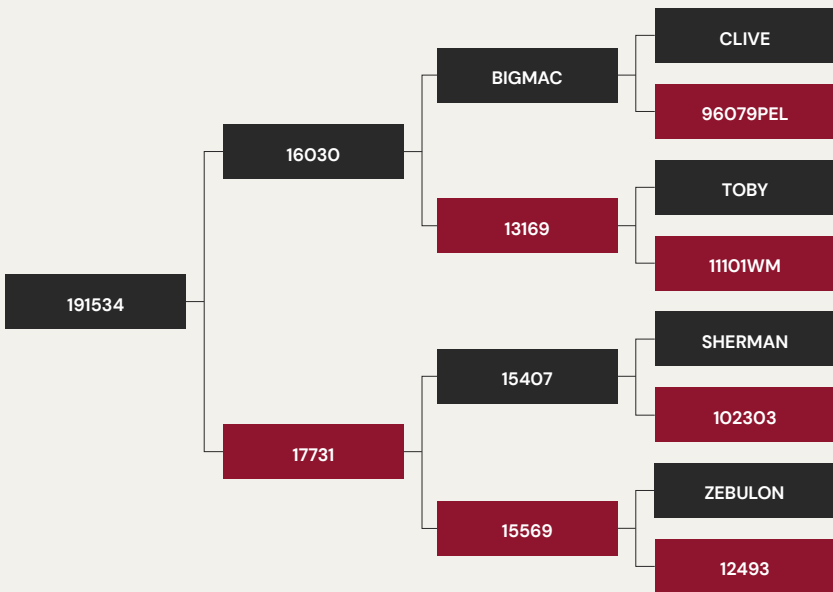 CLIVE
BIGMAC
96079PEL
16030
TOBY
13169
11101WM
191534
SHERMAN
15407
102303
17731
ZEBULON
15569
12493